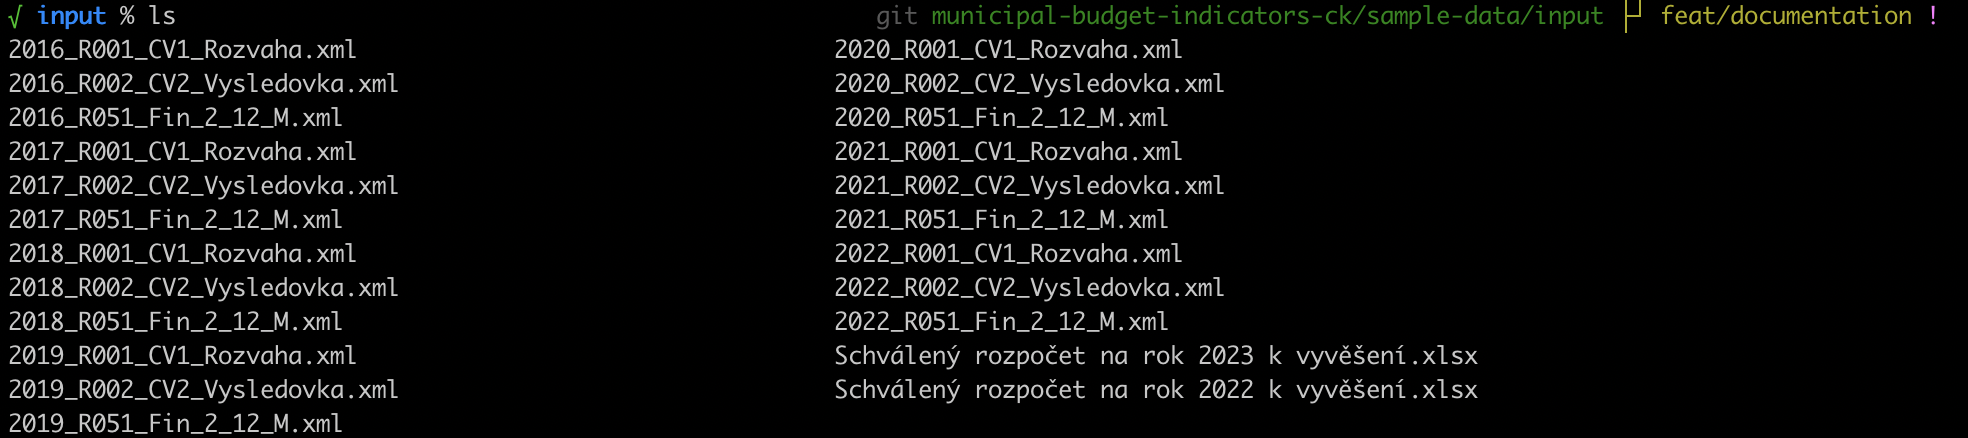 √ input % ls git municipal-budget-indicators-ck/sample-data/input ├┘ feat/documentation !
2016_R001_CV1_Rozvaha.xml 2020_R001_CV1_Rozvaha.xml
2016_R002_CV2_Vysledovka.xml 2020_R002_CV2_Vysledovka.xml
2016_R051_Fin_2_12_M.xml 2020_R051_Fin_2_12_M.xml
2017_R001_CV1_Rozvaha.xml 2021_R001_CV1_Rozvaha.xml
2017_R002_CV2_Vysledovka.xml 2021_R002_CV2_Vysledovka.xml
2017_R051_Fin_2_12_M.xml 2021_R051_Fin_2_12_M.xml
2018_R001_CV1_Rozvaha.xml 2022_R001_CV1_Rozvaha.xml
2018_R002_CV2_Vysledovka.xml 2022_R002_CV2_Vysledovka.xml
2018_R051_Fin_2_12_M.xml 2022_R051_Fin_2_12_M.xml
2019_R001_CV1_Rozvaha.xml Schválený rozpočet na rok 2023 k vyvěšení.xlsx
2019_R002_CV2_Vysledovka.xml Schválený rozpočet na rok 2022 k vyvěšení.xlsx
2019_R051_Fin_2_12_M.xml